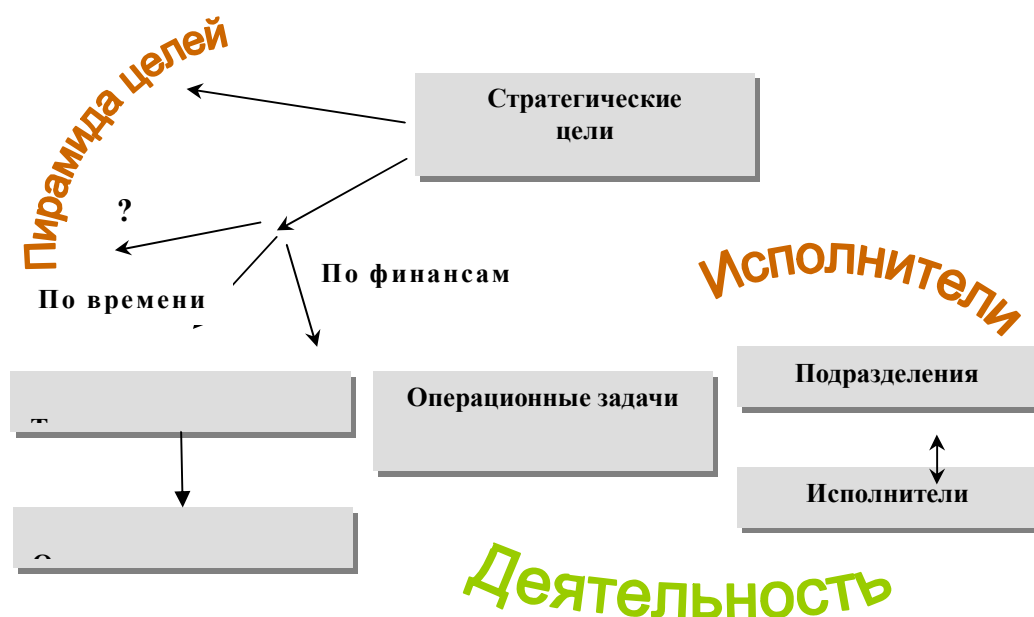 Пирамида целей
Стратегические
цели
?
По финансам
По времени
Исполнители
Подразделения
Операционные задачи
Исполнители
Деятельность